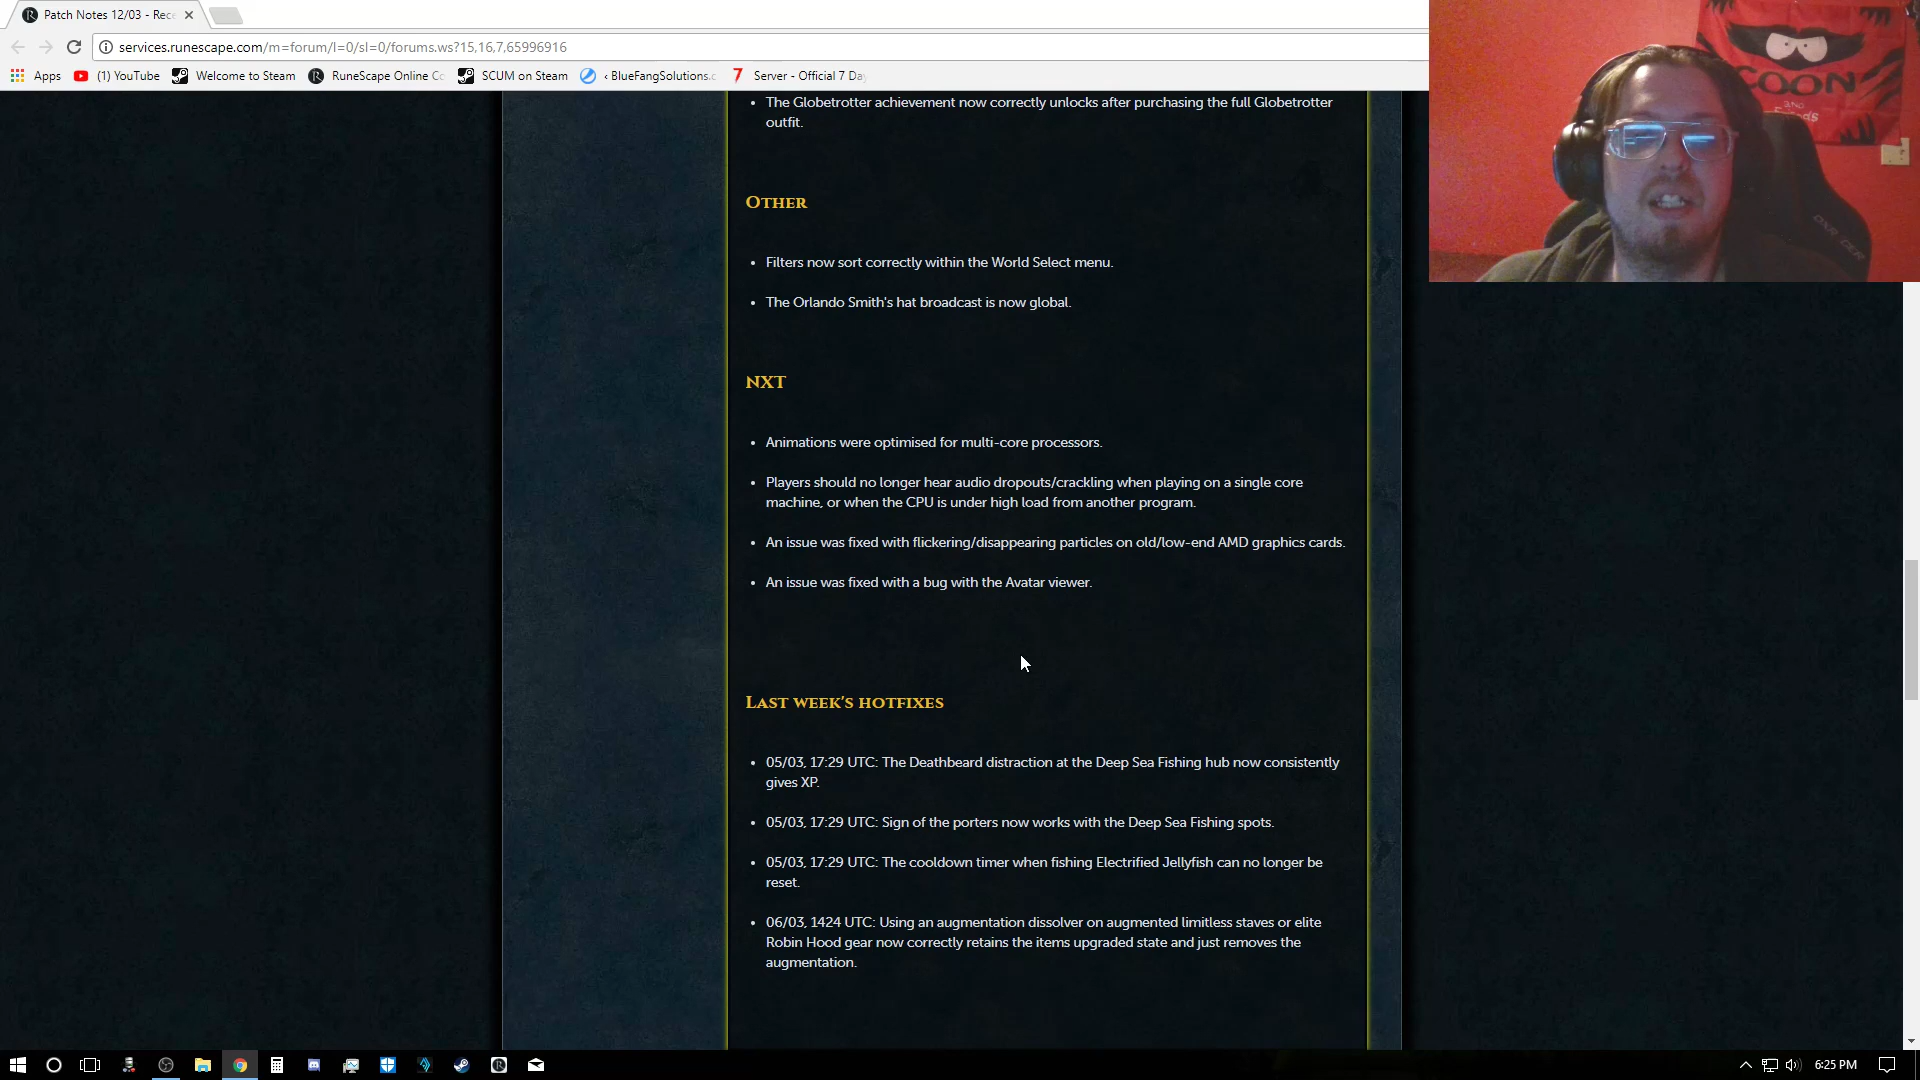 Patch Notes 12/03 - Rec
services.runescape.com/m=forum/l=0/sl=0/forums.ws?15,16,7,65996916
Apps (1) YouTube Welcome to Steam RuneScape Online Co SCUM on Steam ‹ BlueFangSolutions.c Server - Official 7 Day
• The Globetrotter achievement now correctly unlocks after purchasing the full Globetrotter
outfit.
Other
• Filters now sort correctly within the World Select menu.
• The Orlando Smith's hat broadcast is now global.
NXT
• Animations were optimised for multi-core processors.
• Players should no longer hear audio dropouts/crackling when playing on a single core
machine, or when the CPU is under high load from another program.
• An issue was fixed with flickering/disappearing particles on old/low-end AMD graphics cards.
• An issue was fixed with a bug with the Avatar viewer.
Last week's hotfixes
• 05/03, 17:29 UTC: The Deathbeard distraction at the Deep Sea Fishing hub now consistently
gives XP.
• 05/03, 17:29 UTC: Sign of the porters now works with the Deep Sea Fishing spots.
• 05/03, 17:29 UTC: The cooldown timer when fishing Electrified Jellyfish can no longer be
reset.
• 06/03, 1424 UTC: Using an augmentation dissolver on augmented limitless staves or elite
Robin Hood gear now correctly retains the items upgraded state and just removes the
augmentation.
COON
AND
6:25 PM